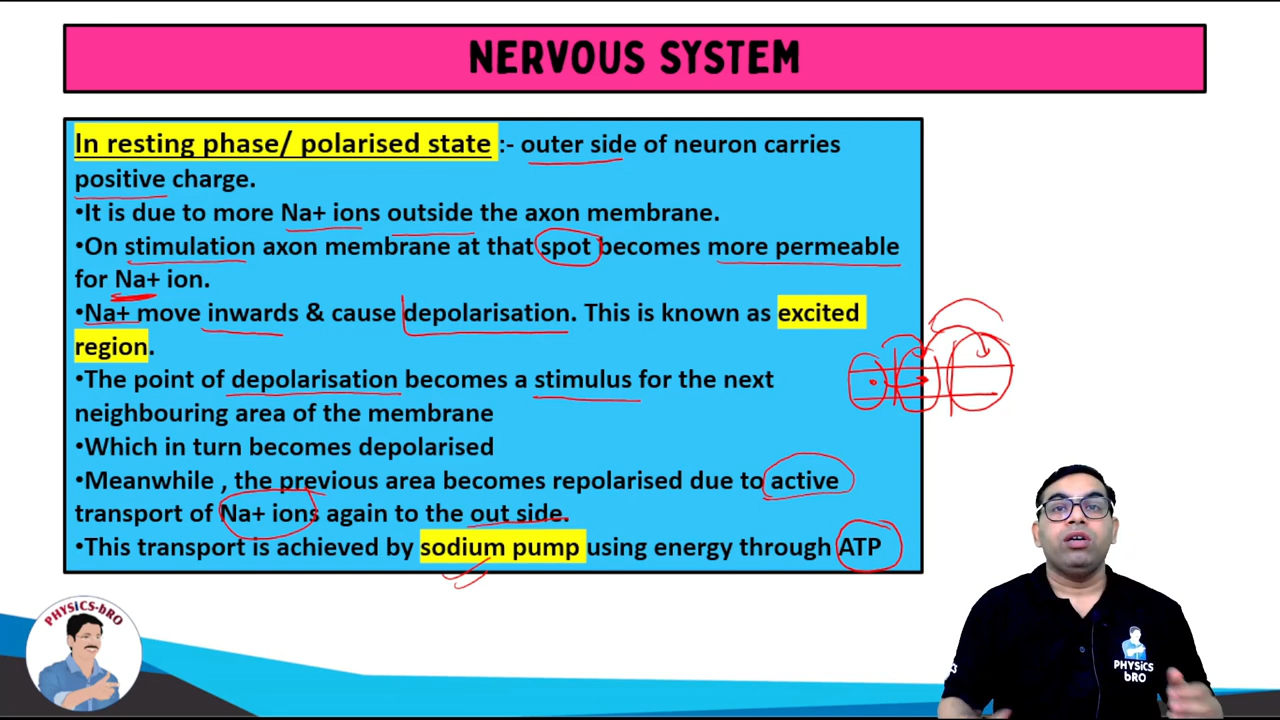 NERVOUS SYSTEM
In resting phase/ polarised state :- outer side of neuron carries
positive charge.
•It is due to more Na+ ions outside the axon membrane.
•On stimulation axon membrane at that spot becomes more permeable
for Na+ ion.
•Na+ move inwards & cause depolarisation. This is known as excited
region.
•The point of depolarisation becomes a stimulus for the next
neighbouring area of the membrane
•Which in turn becomes depolarised
•Meanwhile , the previous area becomes repolarised due to active
transport of Na+ ions again to the out side.
•This transport is achieved by sodium pump using energy through ATP
PHYSICS-bRO
PHYSiCS
bRO